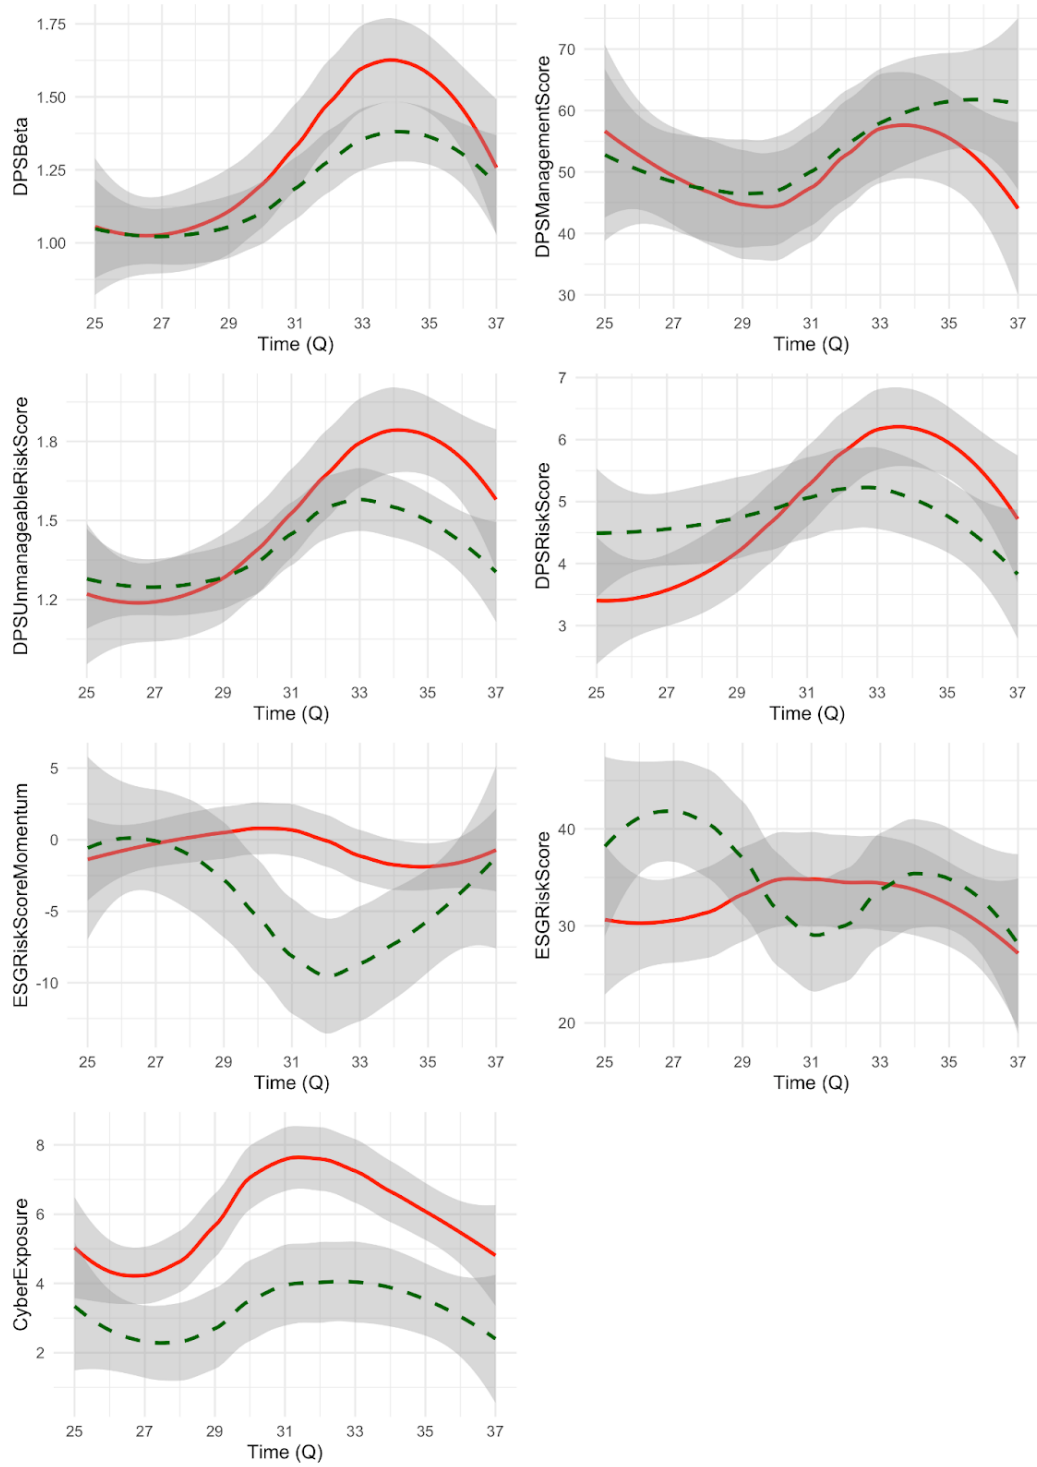 DPSBeta
1.75
1.50
1.25
1.00
25 27 29 31 33 35 37
Time (Q)
DPSManagementScore
70
60
50
40
30
25 27 29 31 33 35 37
Time (Q)
DPSUnmanageableRiskScore
1.8
1.5
1.2
25 27 29 31 33 35 37
Time (Q)
DPSRiskScore
7
6
5
4
3
25 27 29 31 33 35 37
Time (Q)
ESGRiskScoreMomentum
5
0
-5
-10
25 27 29 31 33 35 37
Time (Q)
ESGRiskScore
40
30
20
25 27 29 31 33 35 37
Time (Q)
CyberExposure
8
6
4
2
25 27 29 31 33 35 37
Time (Q)